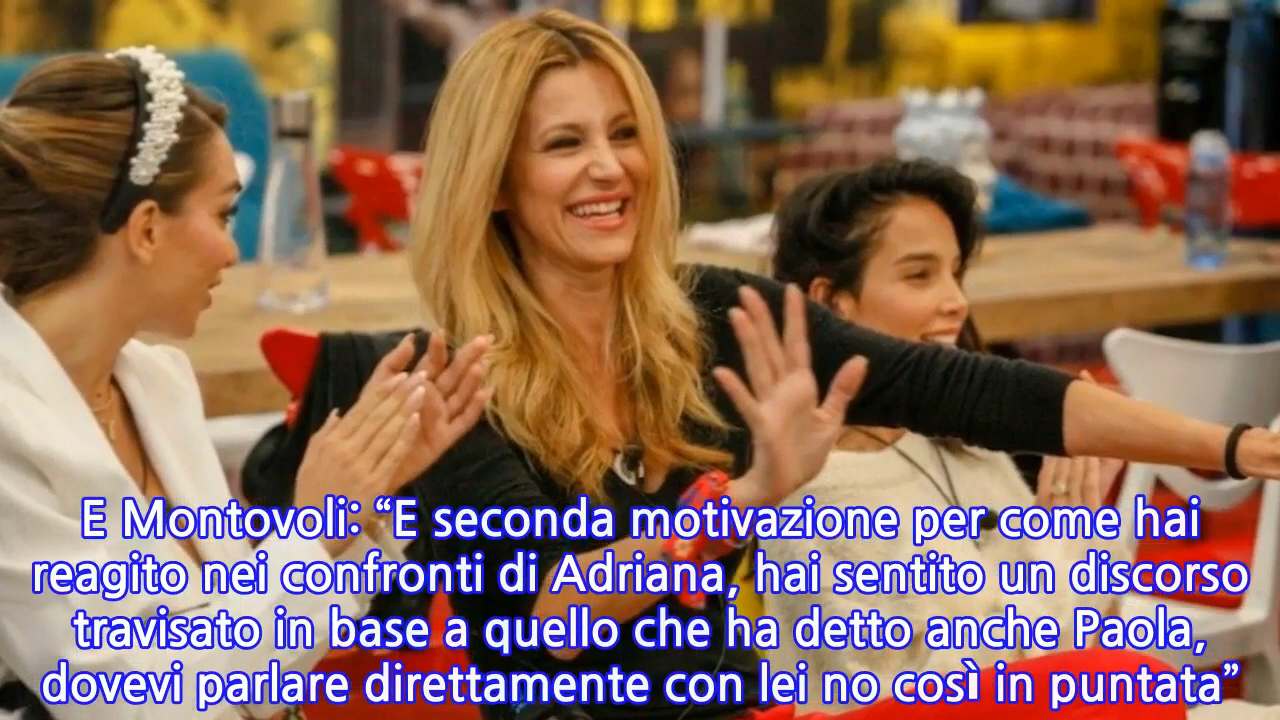 E Montovoli: “E seconda motivazione per come hai
reagito nei confronti di Adriana, hai sentito un discorso
travisato in base a quello che ha detto anche Paola,
dovevi parlare direttamente con lei no così in puntata”